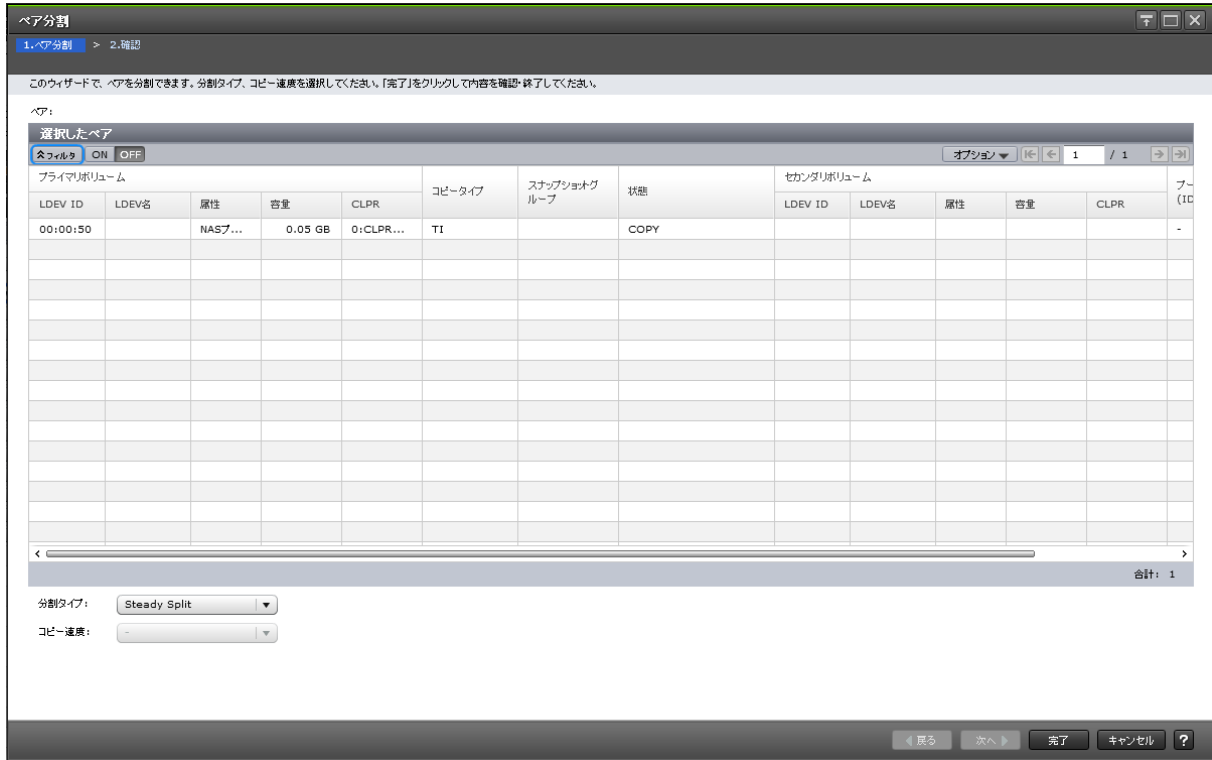 ペア分割
1.ペア分割 > 2.確認
このウィザードで、ペアを分割できます。分割タイプ、コピー速度を選択してください。「完了」をクリックして内容を確認・終了してください。
ペア:
選択したペア
フィルタ ON OFF オプション 1 / 1
プライマリボリューム コピータイプ スナップショットグループ 状態 セカンダリボリューム プー (ID
LDEV ID LDEV名 属性 容量 CLPR LDEV ID LDEV名 属性 容量 CLPR
00:00:50 NASプ... 0.05 GB 0:CLPR... TI COPY -
合計: 1
分割タイプ: Steady Split
コピー速度: -
戻る 次へ 完了 キャンセル ?